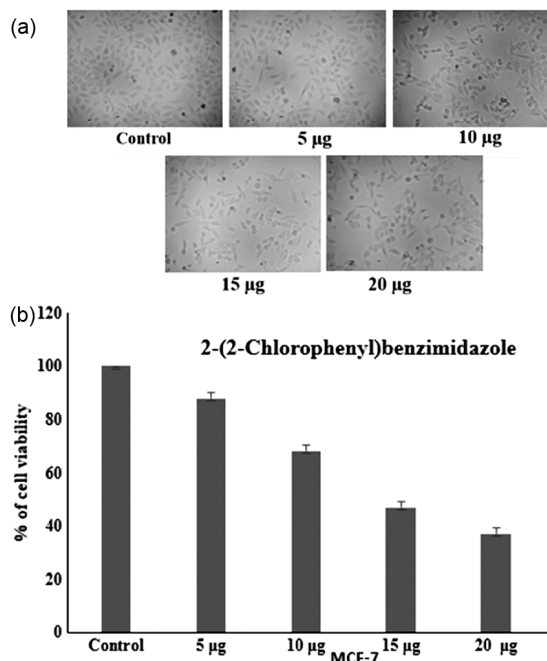 (a)
Control 5 µg 10 µg
15 µg 20 µg
(b)
2-(2-Chlorophenyl)benzimidazole
% of cell viability
120
100
80
60
40
20
0
Control 5 µg 10 µg 15 µg 20 µg
MCF-7